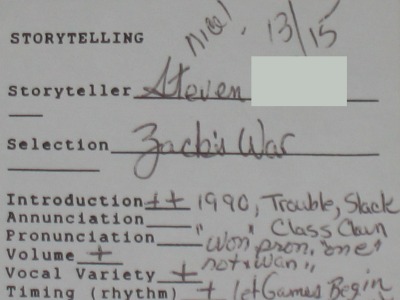 nice! . 13/15
STORYTELLING
Storyteller Steven
Selection Zach's War
Introduction ++ 1990, Trouble, Slack
Annunciation Class Clown
Pronunciation "won" pron. "one"
Volume + not "wan"
Vocal Variety +
Timing (rhythm) + let Games Begin